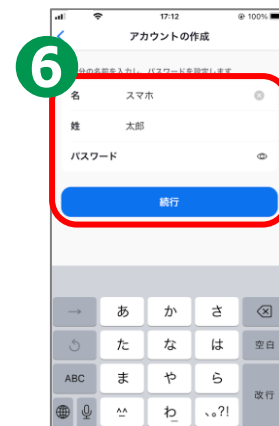 17:12
100%
アカウントの作成
6
分の名前を入力し、パスワードを設定します
名 スマホ
姓 太郎
パスワード
続行
→ あ か さ
た な は 空白
ABC ま や ら
^^ わ 、。?! 改行